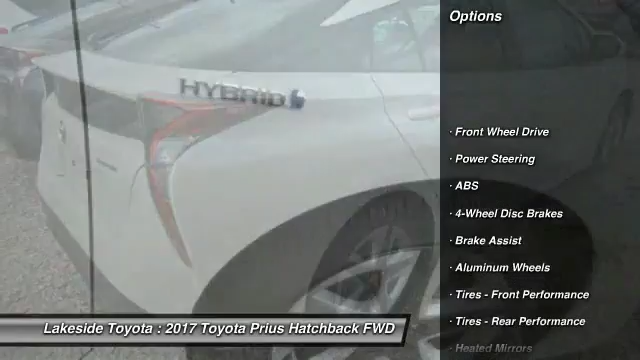 Options
HYBRID
· Front Wheel Drive
· Power Steering
· ABS
· 4-Wheel Disc Brakes
· Brake Assist
· Aluminum Wheels
· Tires - Front Performance
· Tires - Rear Performance
· Heated Mirrors
Lakeside Toyota : 2017 Toyota Prius Hatchback FWD